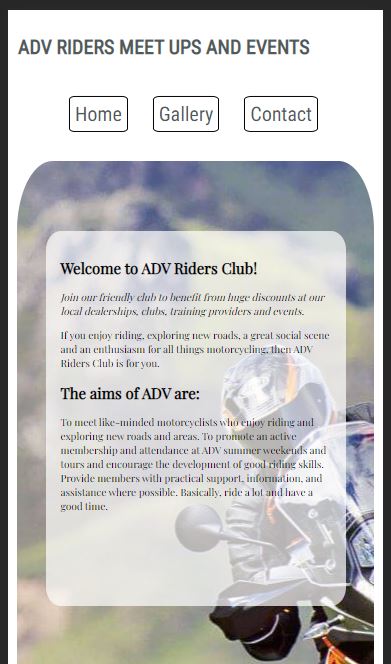 ADV RIDERS MEET UPS AND EVENTS
Home Gallery Contact
Welcome to ADV Riders Club!
Join our friendly club to benefit from huge discounts at our
local dealerships, clubs, training providers and events.
If you enjoy riding, exploring new roads, a great social scene
and an enthusiasm for all things motorcycling, then ADV
Riders Club is for you.
The aims of ADV are:
To meet like-minded motorcyclists who enjoy riding and
exploring new roads and areas. To promote an active
membership and attendance at ADV summer weekends and
tours and encourage the development of good riding skills.
Provide members with practical support, information, and
assistance where possible. Basically, ride a lot and have a
good time.